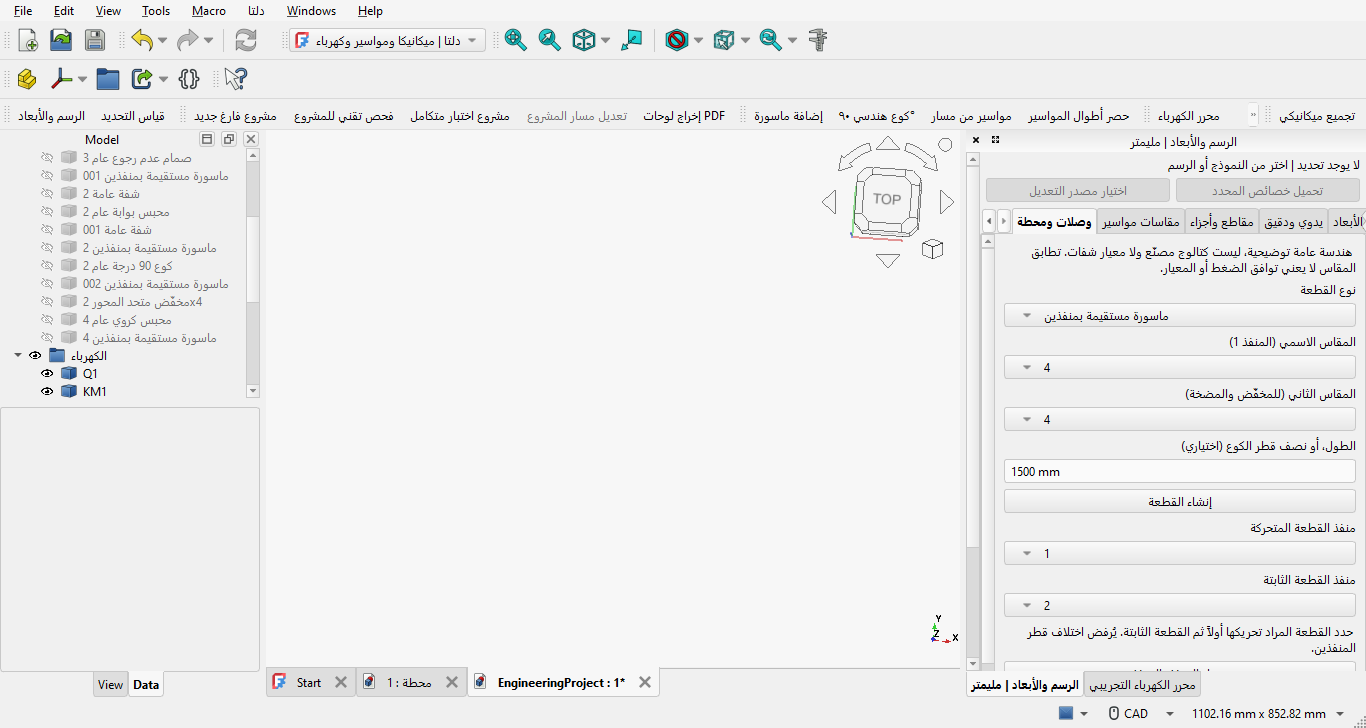 File Edit View Tools Macro دلتا Windows Help
دلتا | ميكانيكا ومواسير وكهرباء
الرسم والأبعاد قياس التحديد مشروع فارغ جديد فحص تقني للمشروع مشروع اختبار متكامل تعديل مسار المشروع PDF إخراج لوحات إضافة ماسورة كوع هندسي ٩٠° مواسير من مسار حصر أطوال المواسير محرر الكهرباء » تجميع ميكانيكي
Model
صمام عدم رجوع عام 3
ماسورة مستقيمة بمنفذين 001
شفة عامة 2
محبس بوابة عام 2
شفة عامة 001
ماسورة مستقيمة بمنفذين 2
كوع 90 درجة عام 2
ماسورة مستقيمة بمنفذين 002
مخفّض متحد المحور 2x4
محبس كروي عام 4
ماسورة مستقيمة بمنفذين 4
الكهرباء
Q1
KM1
View Data
TOP
Y
Z
X
Start
محطة : 1
EngineeringProject : 1*
الرسم والأبعاد | مليمتر
لا يوجد تحديد | اختر من النموذج أو الرسم
اختيار مصدر التعديل تحميل خصائص المحدد
وصلات ومحطة مقاسات مواسير مقاطع وأجزاء يدوي ودقيق الأبعاد
هندسة عامة توضيحية، ليست كتالوج مصنّع ولا معيار شفات. تطابق
المقاس لا يعني توافق الضغط أو المعيار.
نوع القطعة
ماسورة مستقيمة بمنفذين
المقاس الاسمي (المنفذ 1)
4
المقاس الثاني (للمخفّض والمضخة)
4
الطول، أو نصف قطر الكوع (اختياري)
1500 mm
إنشاء القطعة
منفذ القطعة المتحركة
1
منفذ القطعة الثابتة
2
حدد القطعة المراد تحريكها أولاً ثم القطعة الثابتة. يُرفض اختلاف قطر
المنفذين.
الرسم والأبعاد | مليمتر محرر الكهرباء التجريبي
CAD 1102.16 mm x 852.82 mm